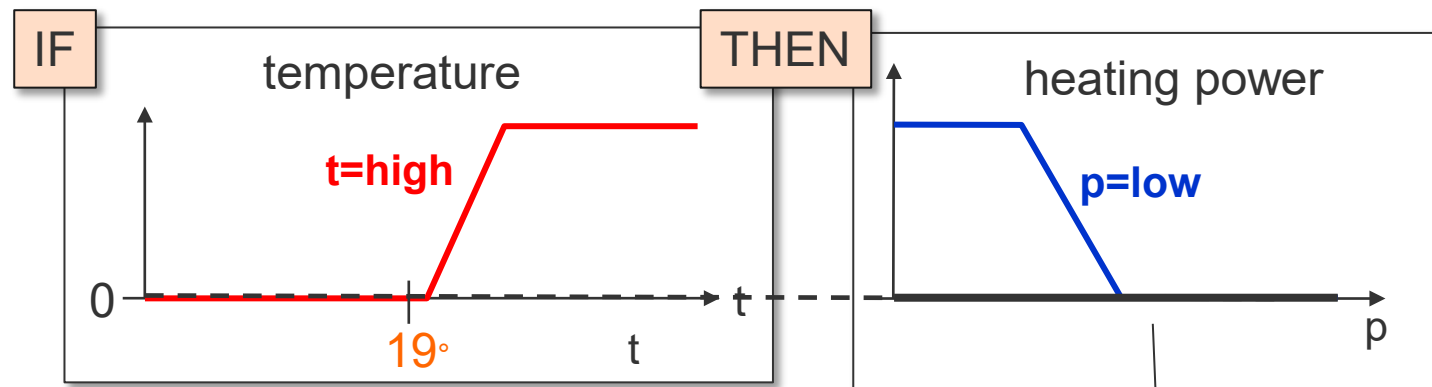 IF
temperature
THEN
heating power
t=high
p=low
0
t
19°
t
p